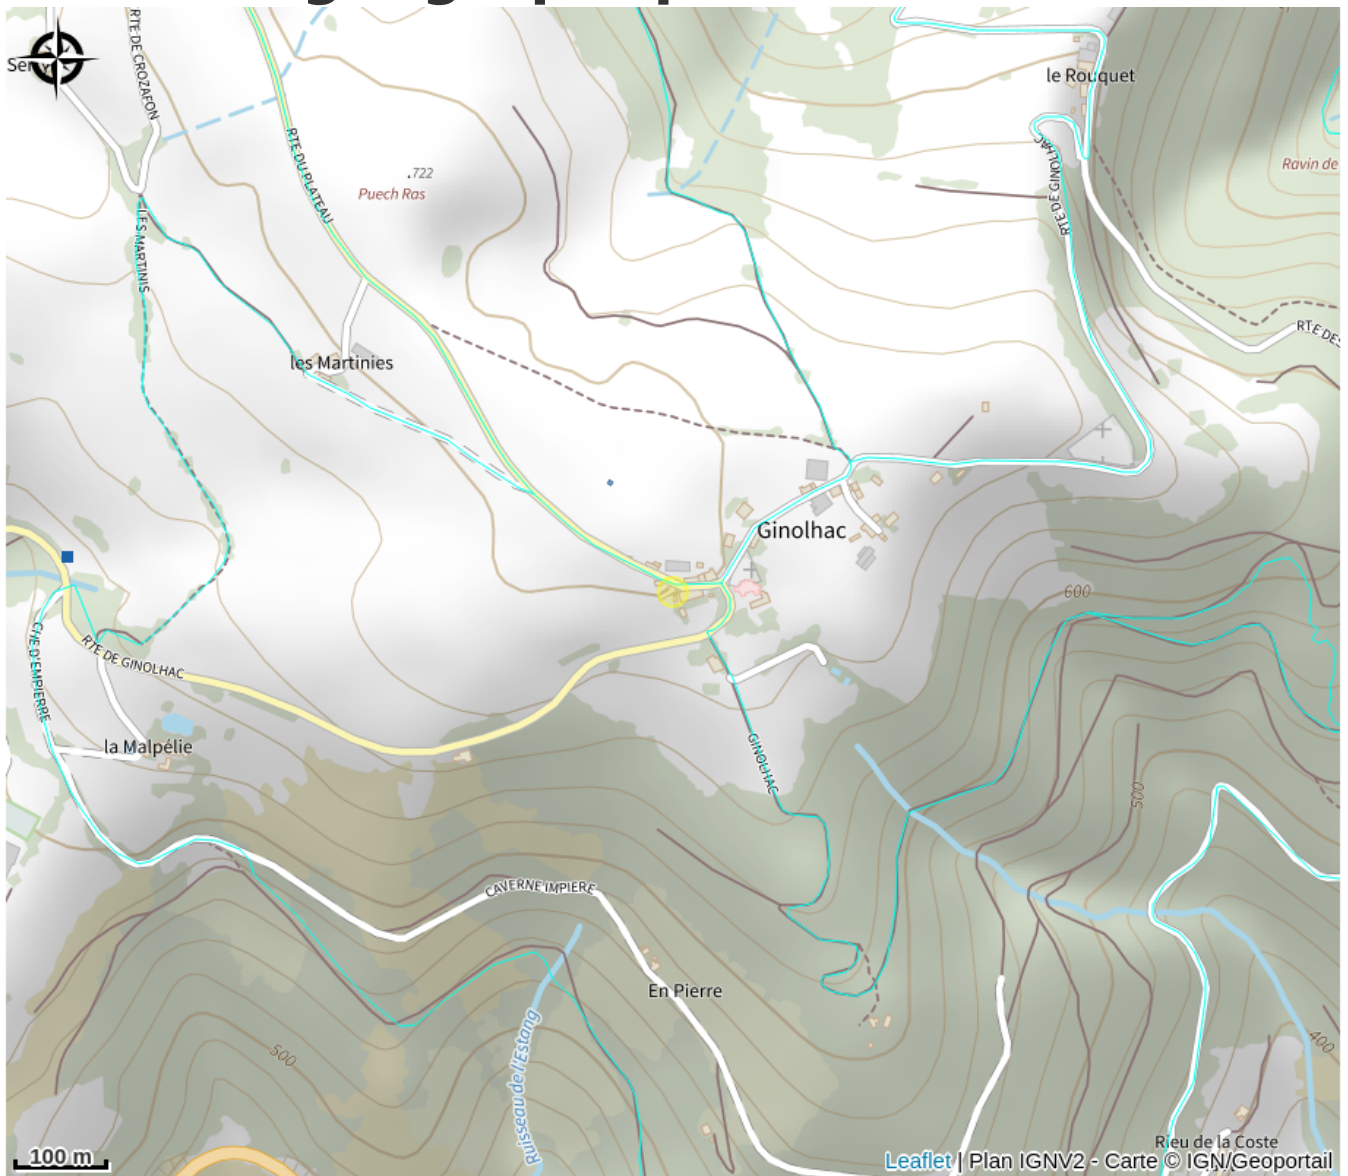 RTE DE CROZAFON
le Rouquet
RTE DU PLATEAU
RTE DE GINOLHAC
.722
Puech Ras
Ravin de
LES MARTINIS
RTE DES
les Martinies
Ginolhac
600
CHE D'EMPIERRE
RTE DE GINOLHAC
la Malpélie
GINOLHAC
500
CAVERNE IMPIERE
En Pierre
Ruisseau de l'Estang
500
400
Rieu de la Coste
100 m
Leaflet | Plan IGNV2 - Carte © IGN/Geoportail